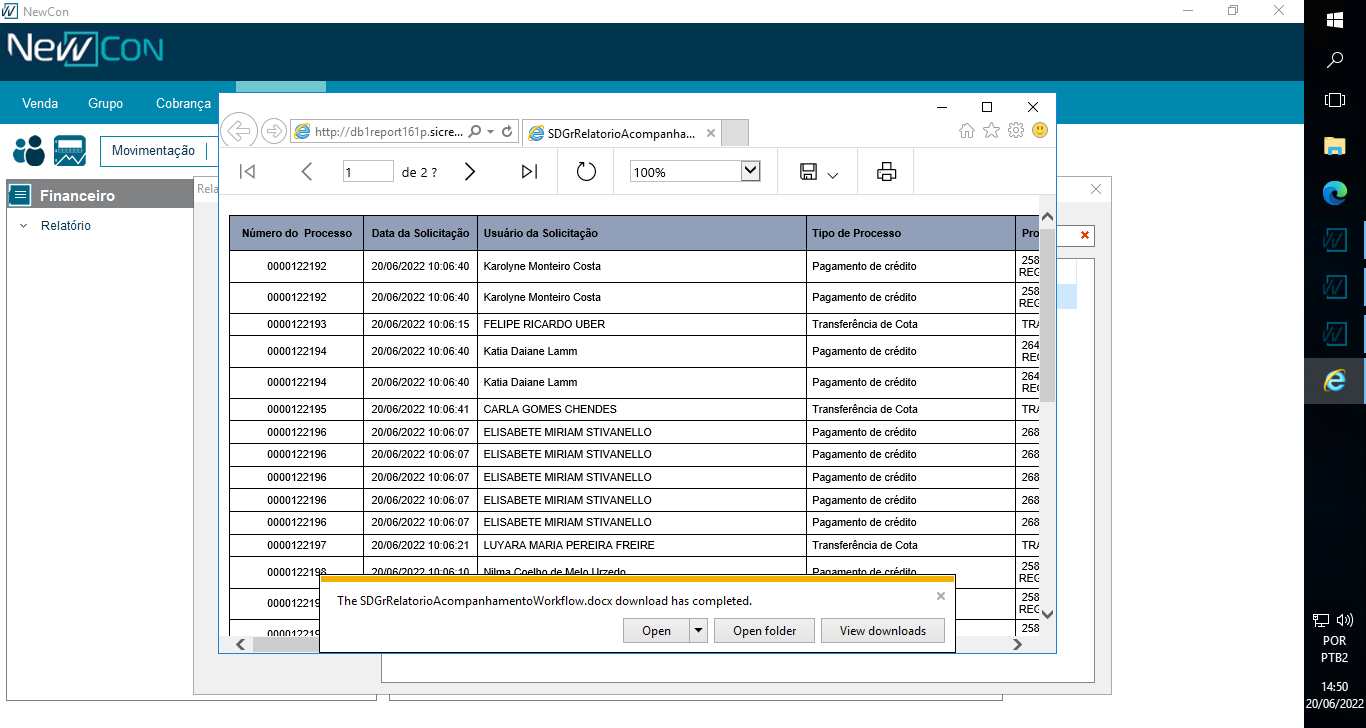 NewCon
NewCon
Venda Grupo Cobrança
http://db1report161p.sicre... SDGrRelatorioAcompanha...
Movimentação
1 de 2 ? 100%
Financeiro
Rela
Relatório
Número do Processo Data da Solicitação Usuário da Solicitação Tipo de Processo Pro
0000122192 20/06/2022 10:06:40 Karolyne Monteiro Costa Pagamento de crédito 258
REG
0000122192 20/06/2022 10:06:40 Karolyne Monteiro Costa Pagamento de crédito 258
REG
0000122193 20/06/2022 10:06:15 FELIPE RICARDO UBER Transferência de Cota TRA
0000122194 20/06/2022 10:06:40 Katia Daiane Lamm Pagamento de crédito 264
REG
0000122194 20/06/2022 10:06:40 Katia Daiane Lamm Pagamento de crédito 264
REG
0000122195 20/06/2022 10:06:41 CARLA GOMES CHENDES Transferência de Cota TRA
0000122196 20/06/2022 10:06:07 ELISABETE MIRIAM STIVANELLO Pagamento de crédito 268
0000122196 20/06/2022 10:06:07 ELISABETE MIRIAM STIVANELLO Pagamento de crédito 268
0000122196 20/06/2022 10:06:07 ELISABETE MIRIAM STIVANELLO Pagamento de crédito 268
0000122196 20/06/2022 10:06:07 ELISABETE MIRIAM STIVANELLO Pagamento de crédito 268
0000122196 20/06/2022 10:06:07 ELISABETE MIRIAM STIVANELLO Pagamento de crédito 268
0000122197 20/06/2022 10:06:21 LUYARA MARIA PEREIRA FREIRE Transferência de Cota TRA
0000122198 20/06/2022 10:06:10 Nilma Coelho de Melo Urzedo Pagamento de crédito 258
REG
258
REG
258
The SDGrRelatorioAcompanhamentoWorkflow.docx download has completed.
Open Open folder View downloads
POR
PTB2
14:50
20/06/2022